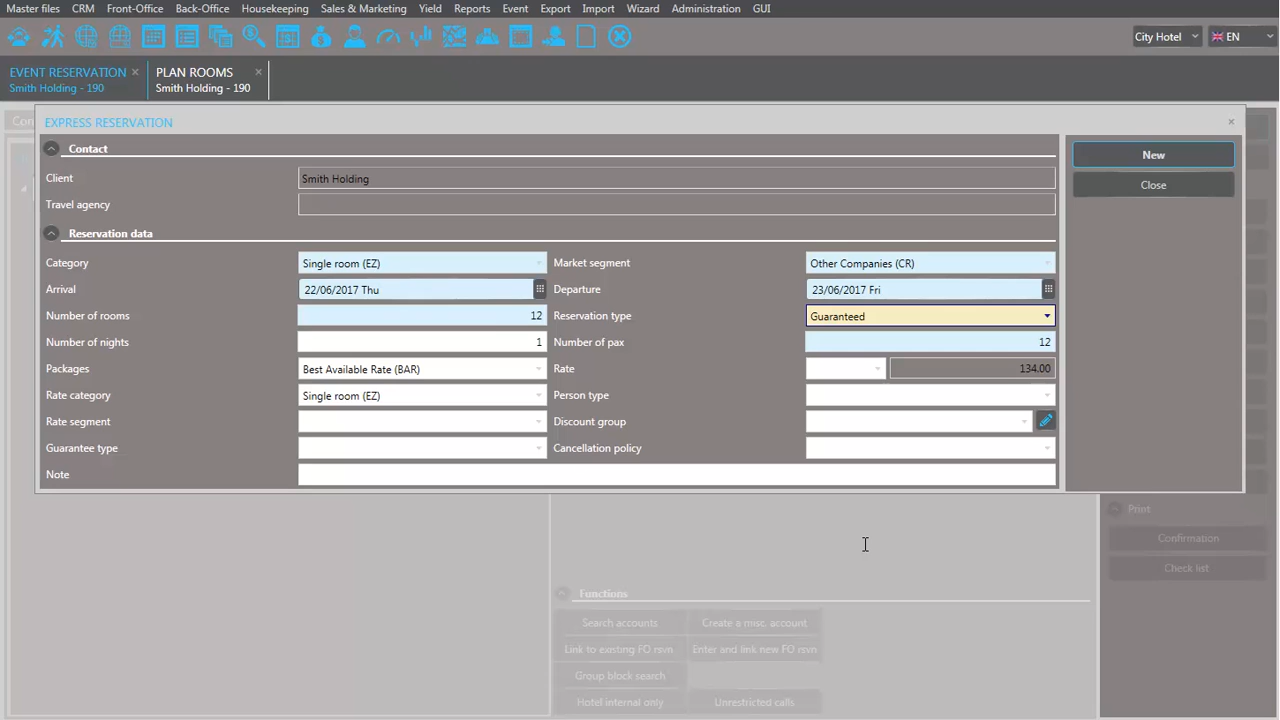 Master files CRM Front-Office Back-Office Housekeeping Sales & Marketing Yield Reports Event Export Import Wizard Administration GUI
City Hotel EN
EVENT RESERVATION × PLAN ROOMS ×
Smith Holding - 190 Smith Holding - 190
EXPRESS RESERVATION ×
Contact New
Client Smith Holding Close
Travel agency
Reservation data
Category Single room (EZ) Market segment Other Companies (CR)
Arrival 22/06/2017 Thu Departure 23/06/2017 Fri
Number of rooms 12 Reservation type Guaranteed
Number of nights 1 Number of pax 12
Packages Best Available Rate (BAR) Rate 134.00
Rate category Single room (EZ) Person type
Rate segment Discount group
Guarantee type Cancellation policy
Note
Print
Confirmation
Check list
Functions
Search accounts Create a misc. account
Link to existing FO rsvn Enter and link new FO rsvn
Group block search
Hotel internal only Unrestricted calls